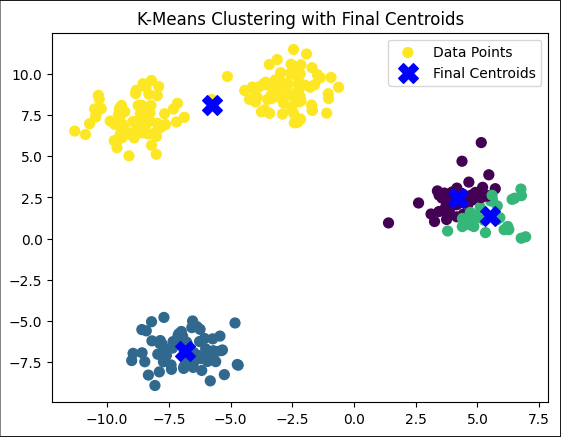 K-Means Clustering with Final Centroids
Data Points
Final Centroids
10.0
7.5
5.0
2.5
0.0
−2.5
−5.0
−7.5
−10.0 −7.5 −5.0 −2.5 0.0 2.5 5.0 7.5